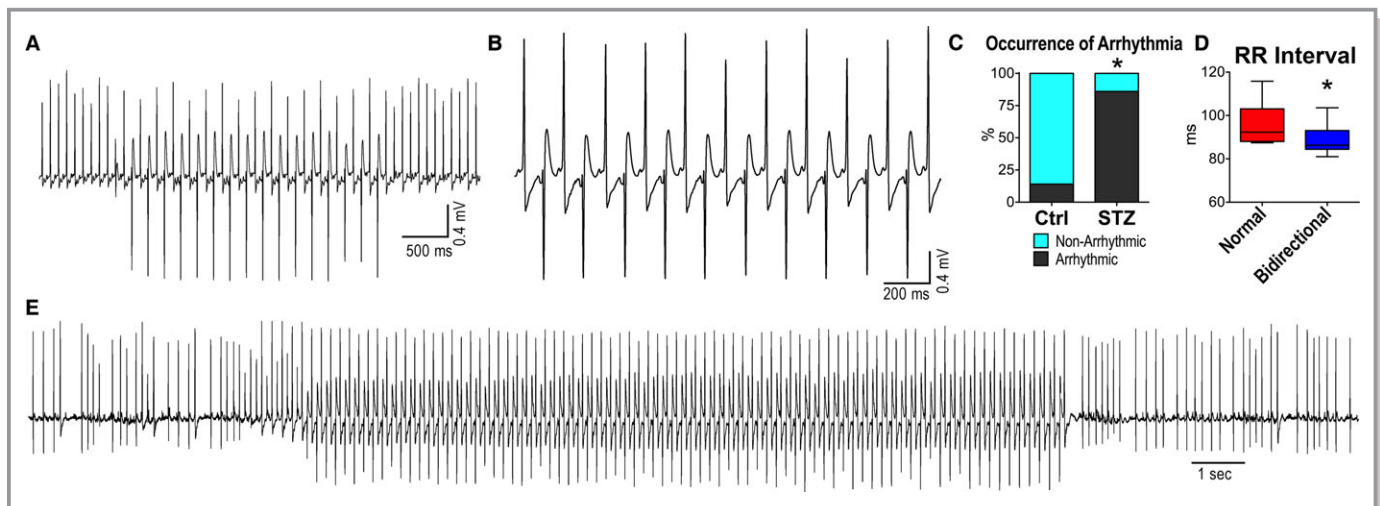 A
500 ms
0.4 mV
B
200 ms
0.4 mV
C
Occurrence of Arrhythmia
*
100
75
50
25
0
%
Ctrl
STZ
Non-Arrhythmic
Arrhythmic
D
RR Interval
*
120
100
80
60
ms
Normal
Bidirectional
E
1 sec